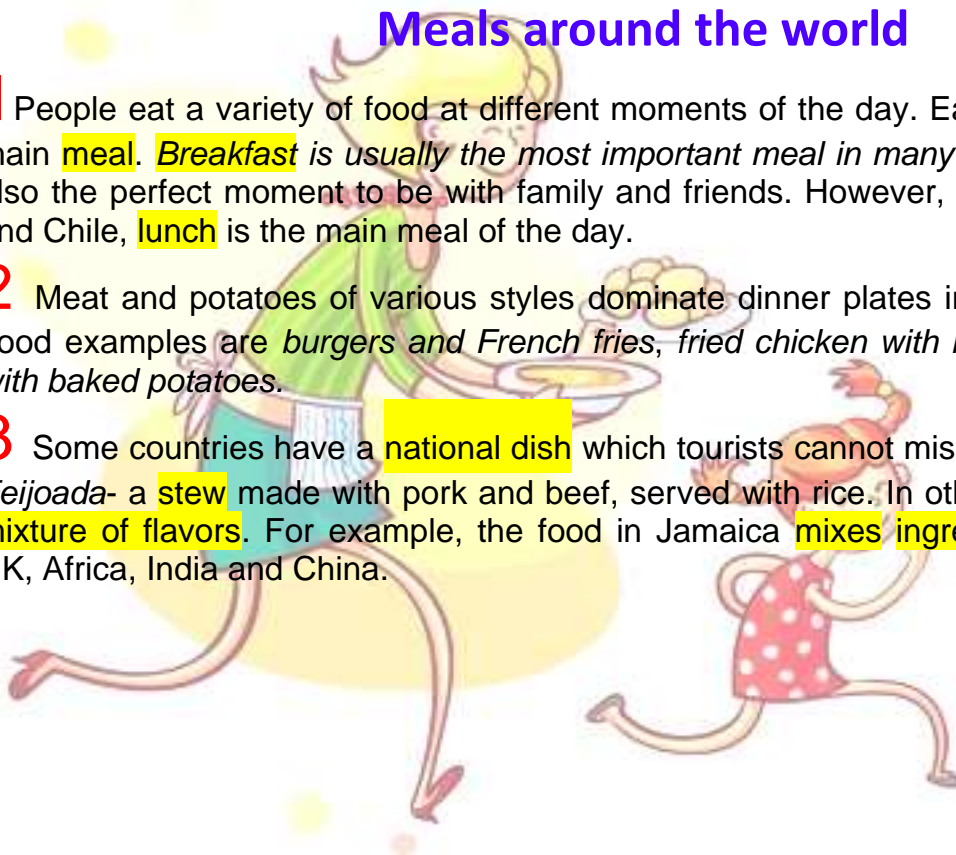 Meals around the world
1 People eat a variety of food at different moments of the day. Ea
main meal. Breakfast is usually the most important meal in many
also the perfect moment to be with family and friends. However,
and Chile, lunch is the main meal of the day.
2 Meat and potatoes of various styles dominate dinner plates in
ood examples are burgers and French fries, fried chicken with
with baked potatoes.
3 Some countries have a national dish which tourists cannot mis
feijoada- a stew made with pork and beef, served with rice. In oth
mixture of flavors. For example, the food in Jamaica mixes ingre
K, Africa, India and China.